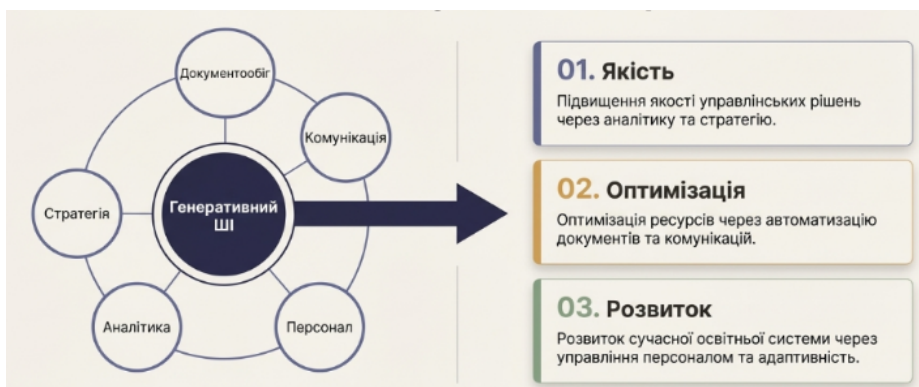 Документообіг
Комунікація
Стратегія
Генеративний
ШІ
Аналітика
Персонал
01. Якість
Підвищення якості управлінських рішень
через аналітику та стратегію.
02. Оптимізація
Оптимізація ресурсів через автоматизацію
документів та комунікацій.
03. Розвиток
Розвиток сучасної освітньої системи через
управління персоналом та адаптивність.